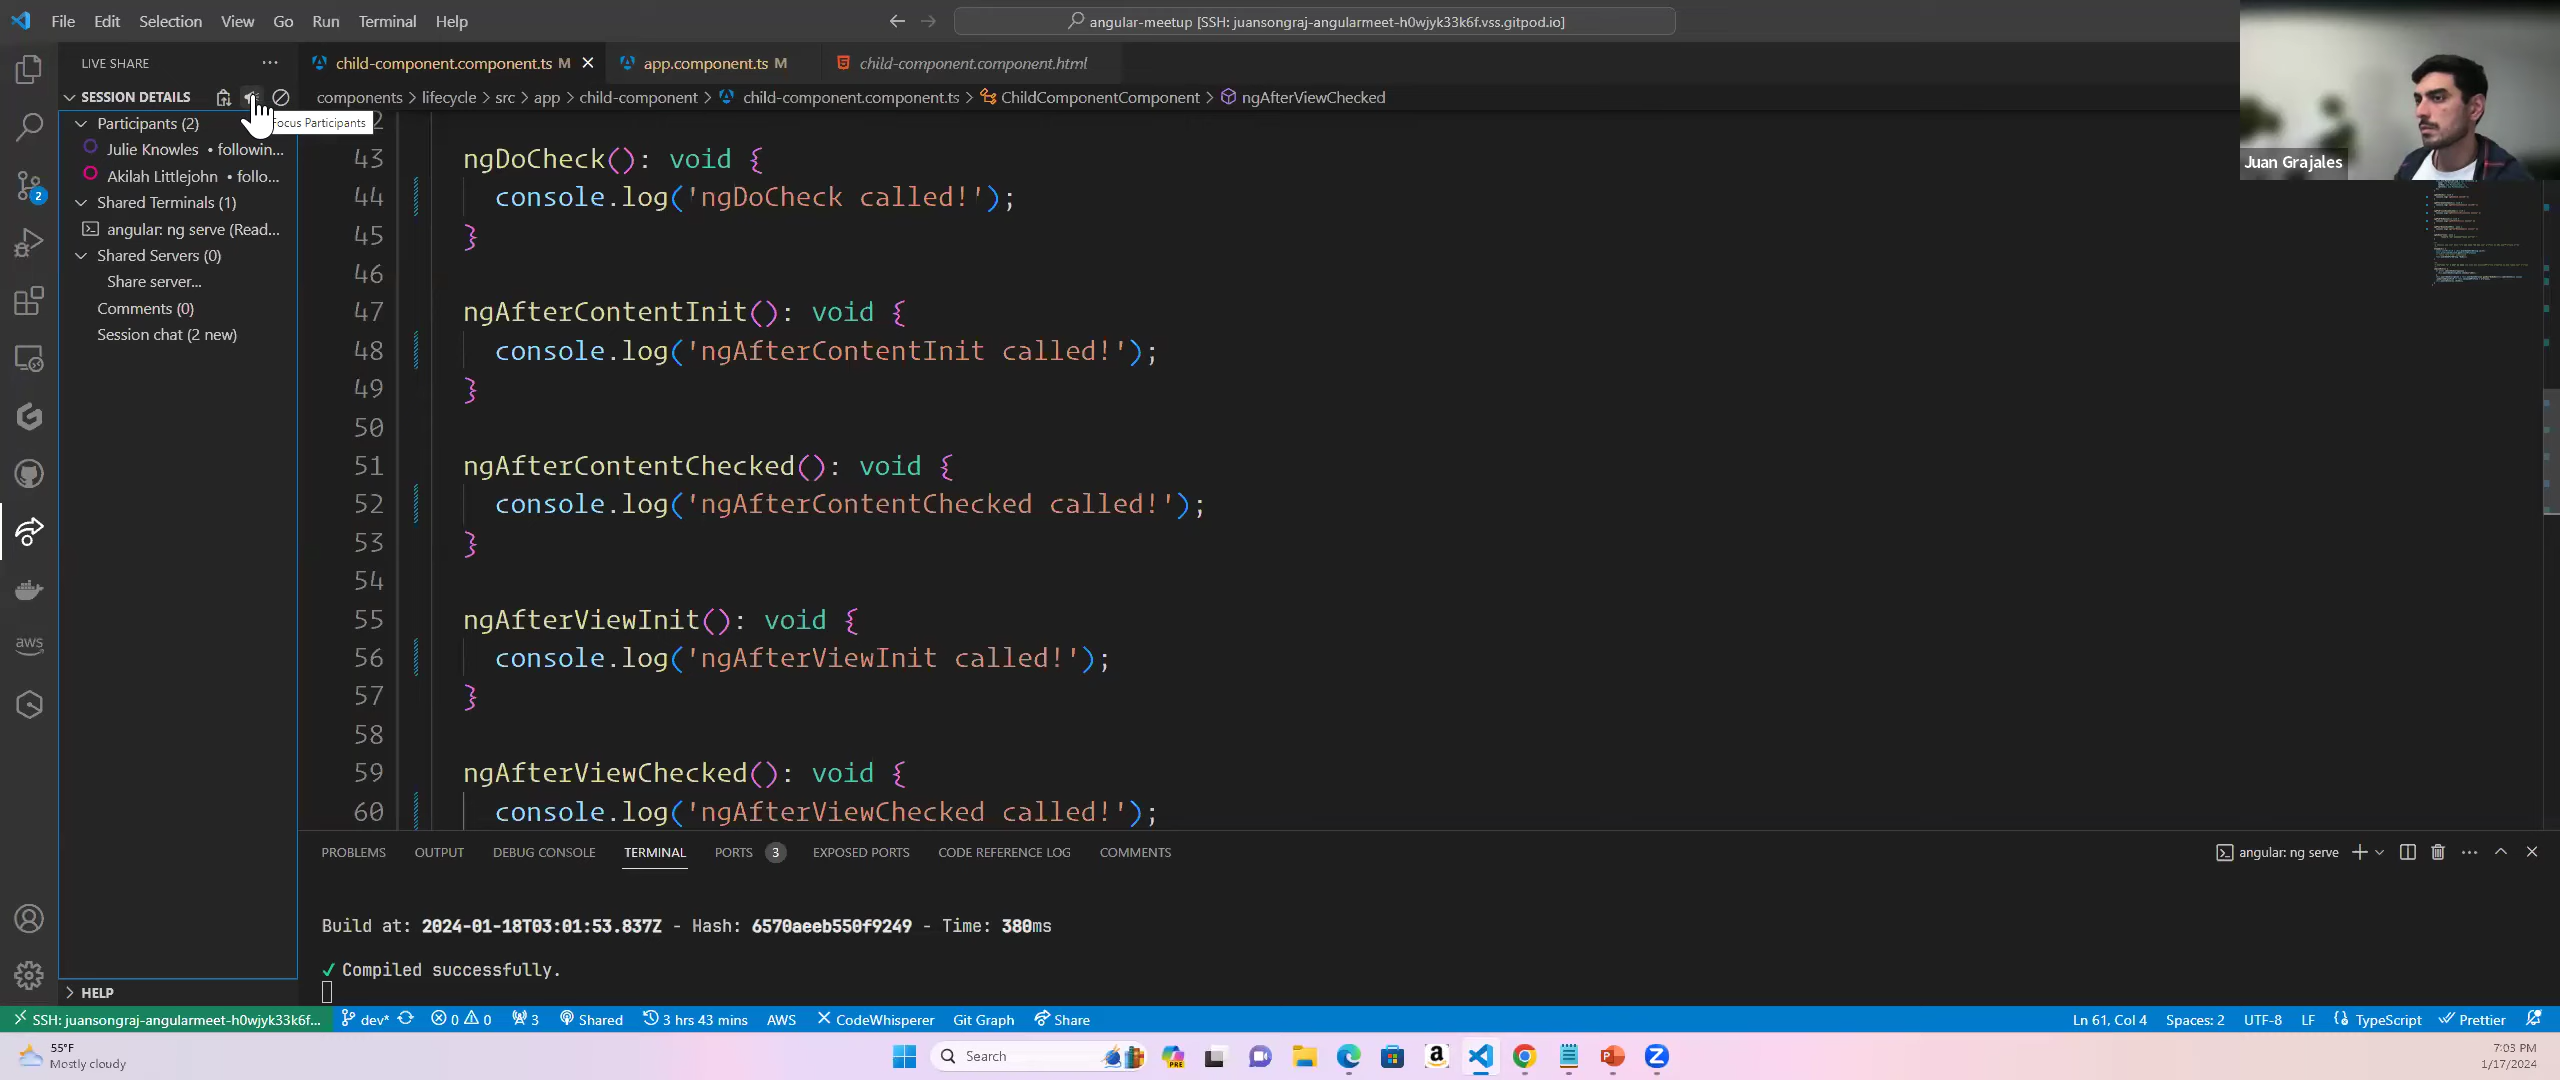 File Edit Selection View Go Run Terminal Help
angular-meetup [SSH: juansongraj-angularmeet-h0wjyk33k6f.vss.gitpod.io]
LIVE SHARE
child-component.component.ts M
app.component.ts M
child-component.component.html
SESSION DETAILS
components > lifecycle > src > app > child-component > child-component.component.ts > ChildComponentComponent > ngAfterViewChecked
Focus Participants
Participants (2)
Julie Knowles • followin...
Akilah Littlejohn • follo...
Shared Terminals (1)
angular: ng serve (Read...
Shared Servers (0)
Share server...
Comments (0)
Session chat (2 new)
2
aws
HELP
43 ngDoCheck(): void {
44 console.log('ngDoCheck called!');
45 }
46
47 ngAfterContentInit(): void {
48 console.log('ngAfterContentInit called!');
49 }
50
51 ngAfterContentChecked(): void {
52 console.log('ngAfterContentChecked called!');
53 }
54
55 ngAfterViewInit(): void {
56 console.log('ngAfterViewInit called!');
57 }
58
59 ngAfterViewChecked(): void {
60 console.log('ngAfterViewChecked called!');
Juan Grajales
PROBLEMS OUTPUT DEBUG CONSOLE TERMINAL PORTS 3 EXPOSED PORTS CODE REFERENCE LOG COMMENTS
angular: ng serve
Build at: 2024-01-18T03:01:53.837Z - Hash: 6570aeeb550f9249 - Time: 380ms
✓ Compiled successfully.
SSH: juansongraj-angularmeet-h0wjyk33k6f... dev* 0 0 3 Shared 3 hrs 43 mins AWS CodeWhisperer Git Graph Share
Ln 61, Col 4 Spaces: 2 UTF-8 LF TypeScript Prettier
55°F
Mostly cloudy
Search
PRE
7:03 PM
1/17/2024